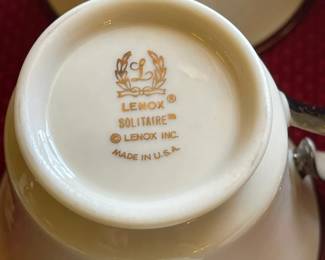 L
LENOX®
SOLITAIRE™
© LENOX INC.
MADE IN U.S.A.